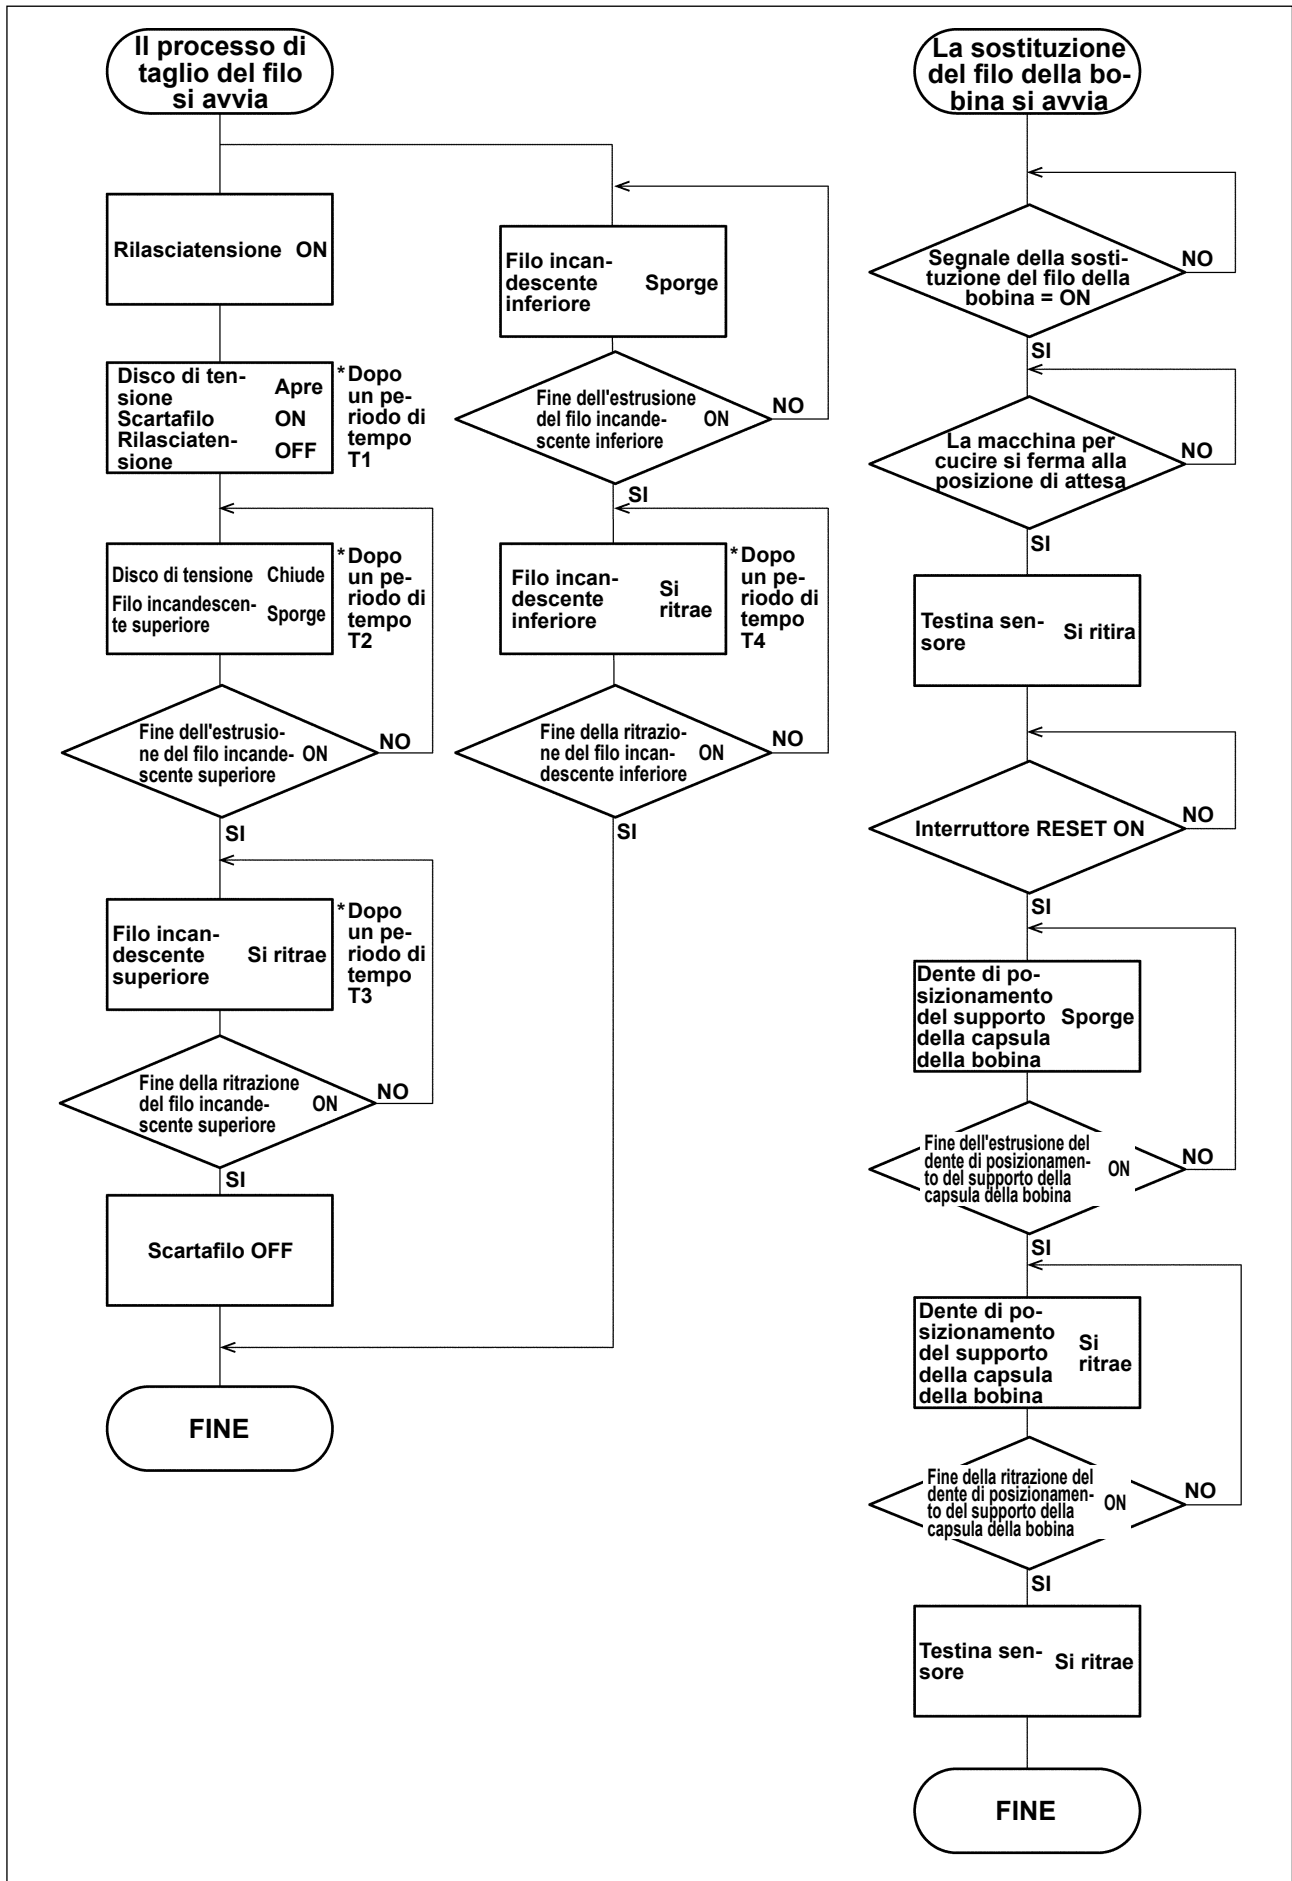 Il processo di
taglio del filo
si avvia
Rilasciatensione ON
Disco di ten-
sione Apre
Scartafilo ON
Rilasciaten-
sione OFF
*Dopo
un pe-
riodo di
tempo
T1
Disco di tensione Chiude
Filo incandescen-
te superiore Sporge
*Dopo
un pe-
riodo di
tempo
T2
Fine dell'estrusio-
ne del filo incande- ON
scente superiore
NO
SI
Filo incan-
descente Si ritrae
superiore
*Dopo
un pe-
riodo di
tempo
T3
Fine della ritrazione
del filo incande- ON
scente superiore
NO
SI
Scartafilo OFF
FINE
Filo incan-
descente Sporge
inferiore
Fine dell'estrusione
del filo incande- ON
scente inferiore
NO
SI
Filo incan-
descente Si
inferiore ritrae
*Dopo
un pe-
riodo di
tempo
T4
Fine della ritrazio-
ne del filo incan- ON
descente inferiore
NO
SI
La sostituzione
del filo della bo-
bina si avvia
Segnale della sosti-
tuzione del filo della
bobina = ON
NO
SI
La macchina per
cucire si ferma alla
posizione di attesa
NO
SI
Testina sen-
sore Si ritira
Interruttore RESET ON
NO
SI
Dente di po-
sizionamento
del supporto Sporge
della capsula
della bobina
Fine dell'estrusione del
dente di posizionamen-
to del supporto della ON
capsula della bobina
NO
SI
Dente di po-
sizionamento
del supporto Si
della capsula ritrae
della bobina
Fine della ritrazione del
dente di posizionamen-
to del supporto della ON
capsula della bobina
NO
SI
Testina sen-
sore Si ritrae
FINE